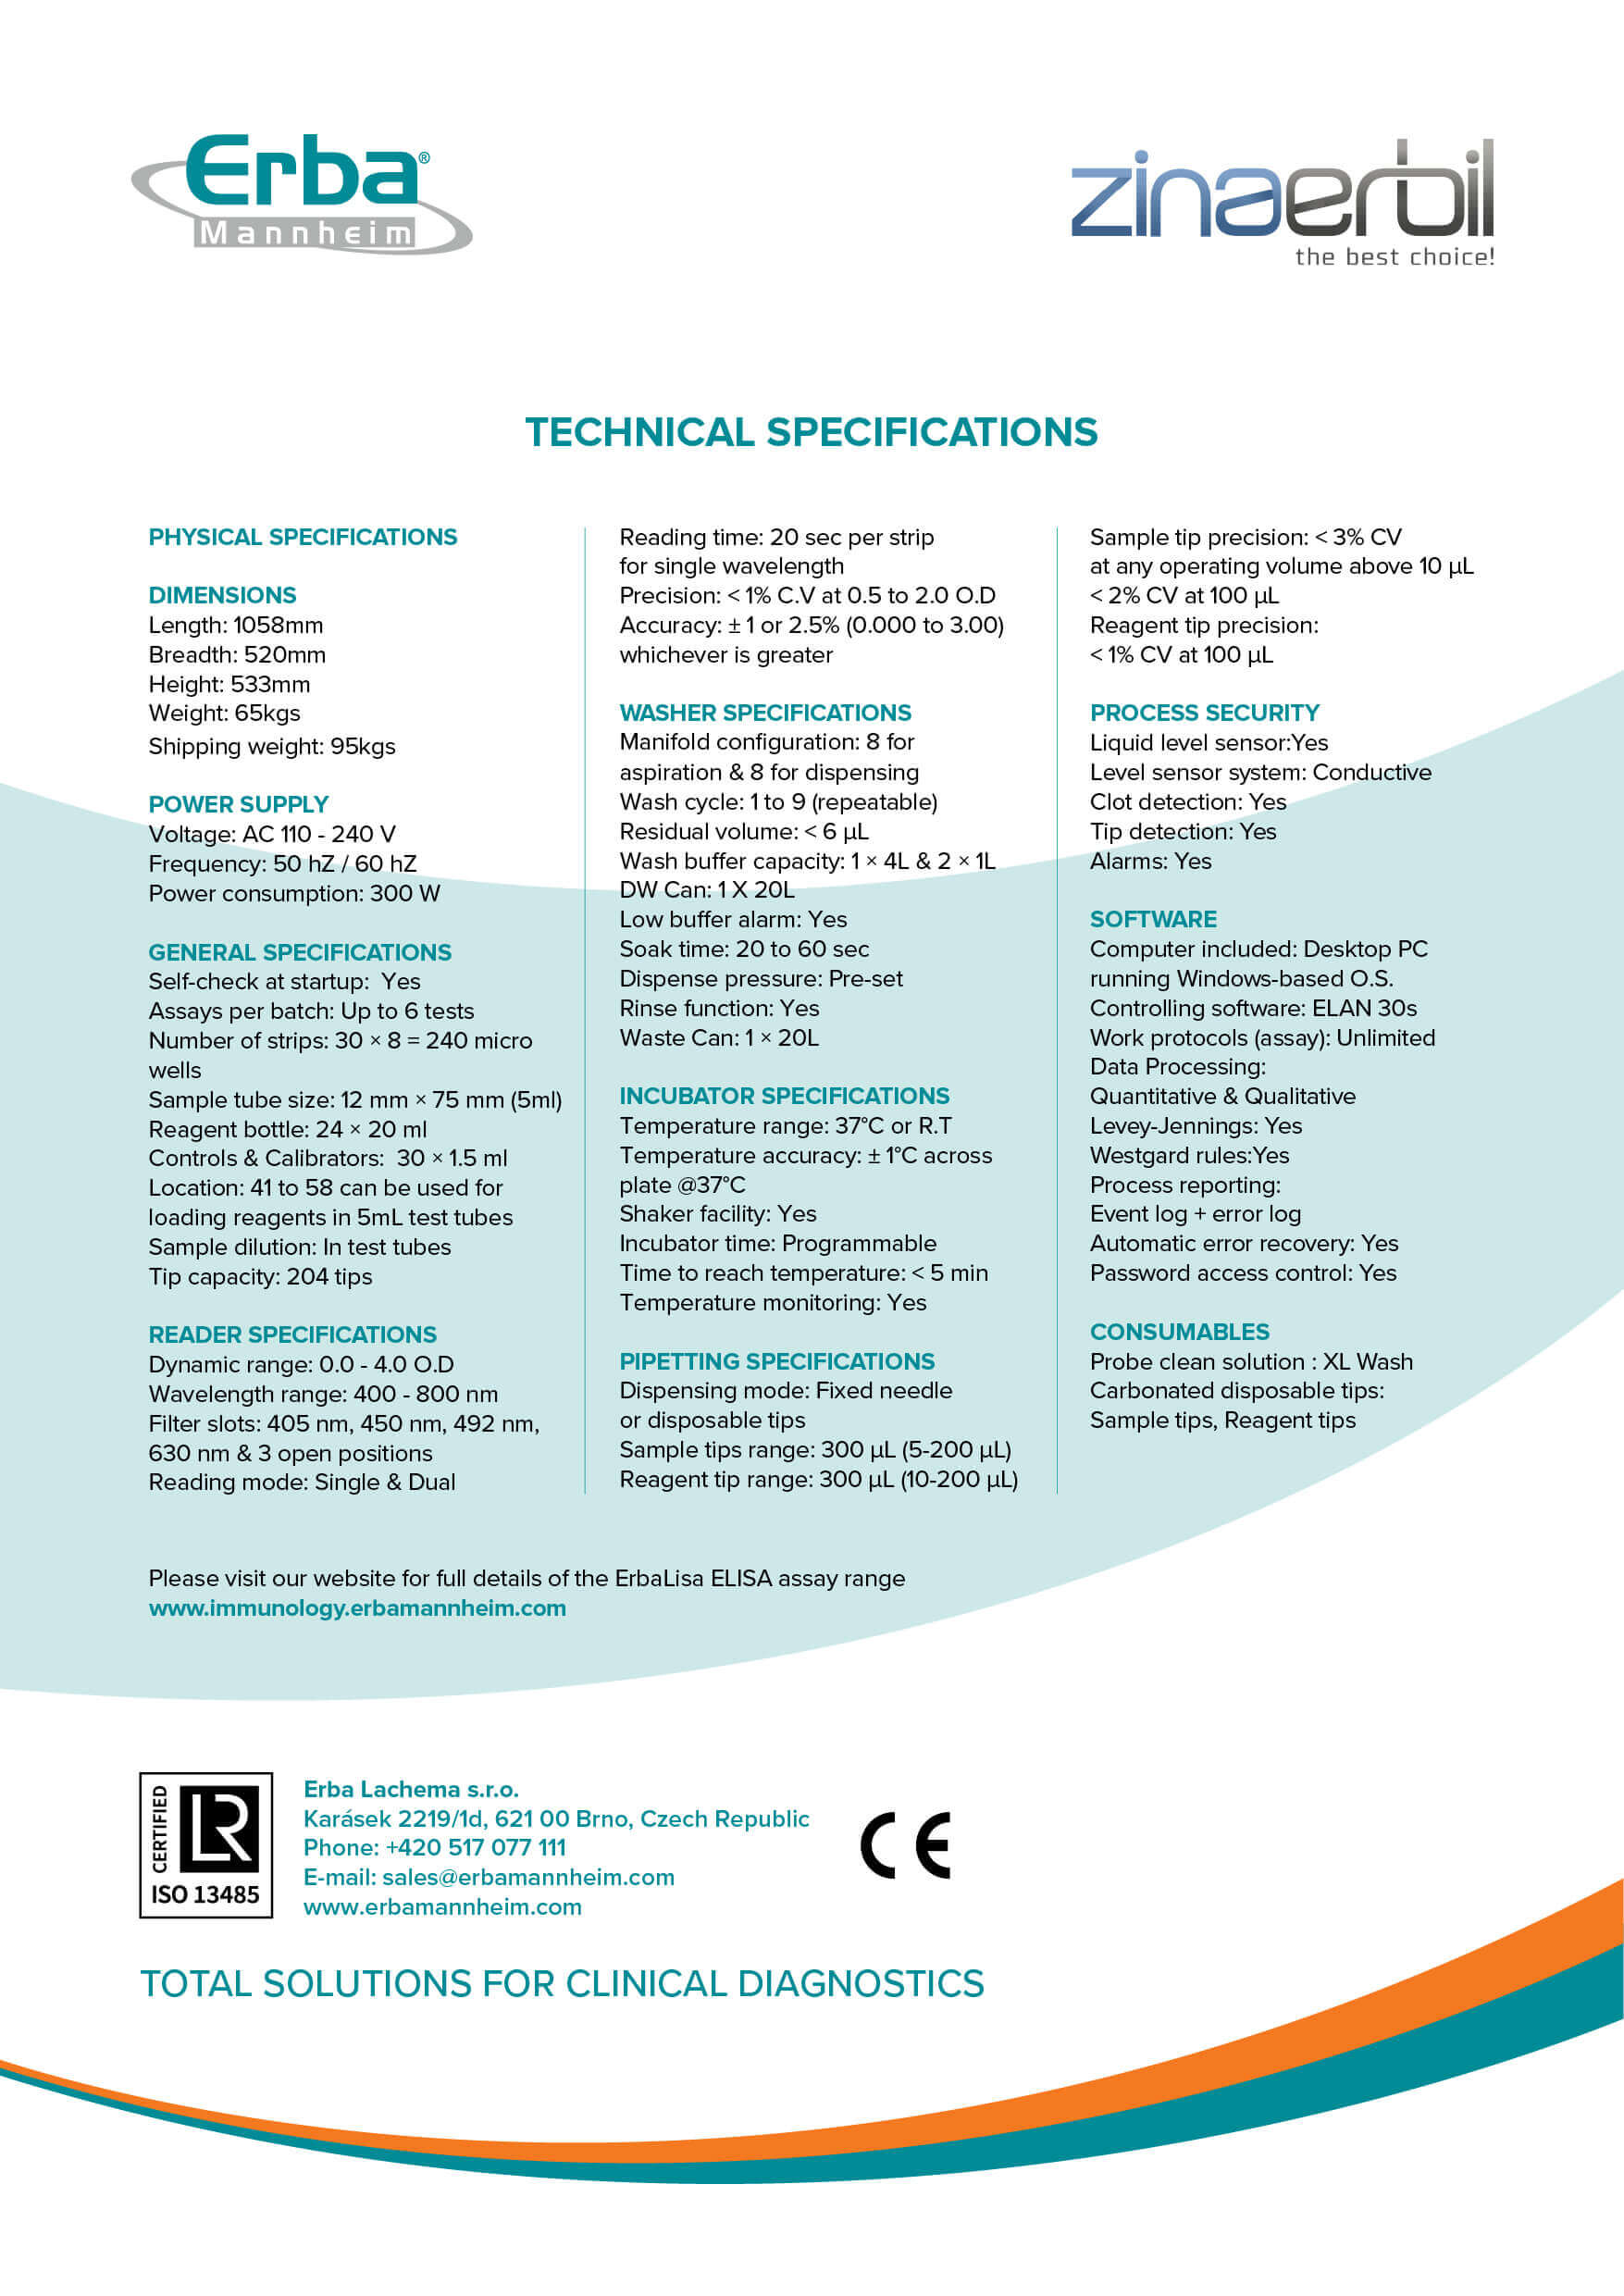 Erba®
Mannheim
zinaerbil
the best choice!
TECHNICAL SPECIFICATIONS
PHYSICAL SPECIFICATIONS
DIMENSIONS
Length: 1058mm
Breadth: 520mm
Height: 533mm
Weight: 65kgs
Shipping weight: 95kgs
POWER SUPPLY
Voltage: AC 110 - 240 V
Frequency: 50 hZ / 60 hZ
Power consumption: 300 W
GENERAL SPECIFICATIONS
Self-check at startup:  Yes
Assays per batch: Up to 6 tests
Number of strips: 30 × 8 = 240 micro
wells
Sample tube size: 12 mm × 75 mm (5ml)
Reagent bottle: 24 × 20 ml
Controls & Calibrators:  30 × 1.5 ml
Location: 41 to 58 can be used for
loading reagents in 5mL test tubes
Sample dilution: In test tubes
Tip capacity: 204 tips
READER SPECIFICATIONS
Dynamic range: 0.0 - 4.0 O.D
Wavelength range: 400 - 800 nm
Filter slots: 405 nm, 450 nm, 492 nm,
630 nm & 3 open positions
Reading mode: Single & Dual
Reading time: 20 sec per strip
for single wavelength
Precision: < 1% C.V at 0.5 to 2.0 O.D
Accuracy: ± 1 or 2.5% (0.000 to 3.00)
whichever is greater
WASHER SPECIFICATIONS
Manifold configuration: 8 for
aspiration & 8 for dispensing
Wash cycle: 1 to 9 (repeatable)
Residual volume: < 6 µL
Wash buffer capacity: 1 × 4L & 2 × 1L
DW Can: 1 X 20L
Low buffer alarm: Yes
Soak time: 20 to 60 sec
Dispense pressure: Pre-set
Rinse function: Yes
Waste Can: 1 × 20L
INCUBATOR SPECIFICATIONS
Temperature range: 37°C or R.T
Temperature accuracy: ± 1°C across
plate @37°C
Shaker facility: Yes
Incubator time: Programmable
Time to reach temperature: < 5 min
Temperature monitoring: Yes
PIPETTING SPECIFICATIONS
Dispensing mode: Fixed needle
or disposable tips
Sample tips range: 300 µL (5-200 µL)
Reagent tip range: 300 µL (10-200 µL)
Sample tip precision: < 3% CV
at any operating volume above 10 µL
< 2% CV at 100 µL
Reagent tip precision:
< 1% CV at 100 µL
PROCESS SECURITY
Liquid level sensor:Yes
Level sensor system: Conductive
Clot detection: Yes
Tip detection: Yes
Alarms: Yes
SOFTWARE
Computer included: Desktop PC
running Windows-based O.S.
Controlling software: ELAN 30s
Work protocols (assay): Unlimited
Data Processing:
Quantitative & Qualitative
Levey-Jennings: Yes
Westgard rules:Yes
Process reporting:
Event log + error log
Automatic error recovery: Yes
Password access control: Yes
CONSUMABLES
Probe clean solution : XL Wash
Carbonated disposable tips:
Sample tips, Reagent tips
Please visit our website for full details of the ErbaLisa ELISA assay range
www.immunology.erbamannheim.com
CERTIFIED
LR
ISO 13485
Erba Lachema s.r.o.
Karásek 2219/1d, 621 00 Brno, Czech Republic
Phone: +420 517 077 111
E-mail: sales@erbamannheim.com
www.erbamannheim.com
CE
TOTAL SOLUTIONS FOR CLINICAL DIAGNOSTICS